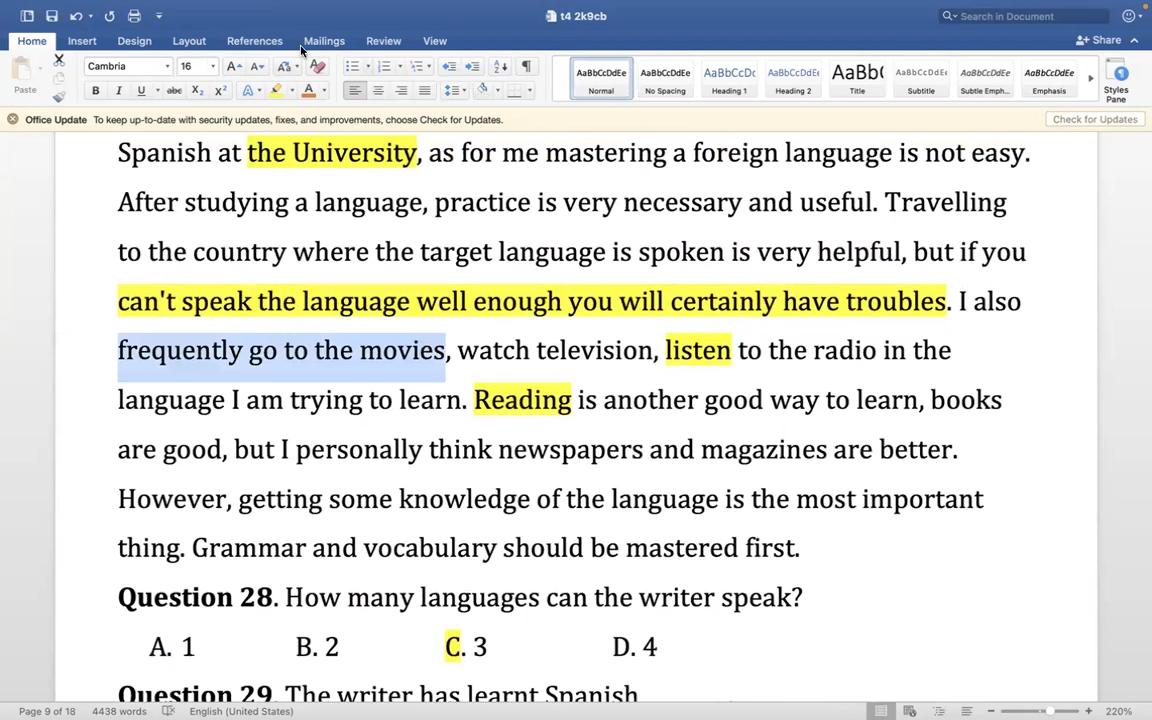 t4 2k9cb
Search in Document
Home Insert Design Layout References Mailings Review View
Share
Cambria 16
Paste
AaBbCcDdEe AaBbCcDdEe AaBbCcDc AaBbCcDdEe AaBbC AaBbCcDdEe AaBbCcDdEe AaBbCcDdEe
Normal No Spacing Heading 1 Heading 2 Title Subtitle Subtle Emph... Emphasis Styles Pane
Office Update To keep up-to-date with security updates, fixes, and improvements, choose Check for Updates. Check for Updates
Spanish at the University, as for me mastering a foreign language is not easy.
After studying a language, practice is very necessary and useful. Travelling
to the country where the target language is spoken is very helpful, but if you
can't speak the language well enough you will certainly have troubles. I also
frequently go to the movies, watch television, listen to the radio in the
language I am trying to learn. Reading is another good way to learn, books
are good, but I personally think newspapers and magazines are better.
However, getting some knowledge of the language is the most important
thing. Grammar and vocabulary should be mastered first.
Question 28. How many languages can the writer speak?
A. 1 B. 2 C. 3 D. 4
Question 29. The writer has learnt Spanish
Page 9 of 18 4438 words English (United States) 220%